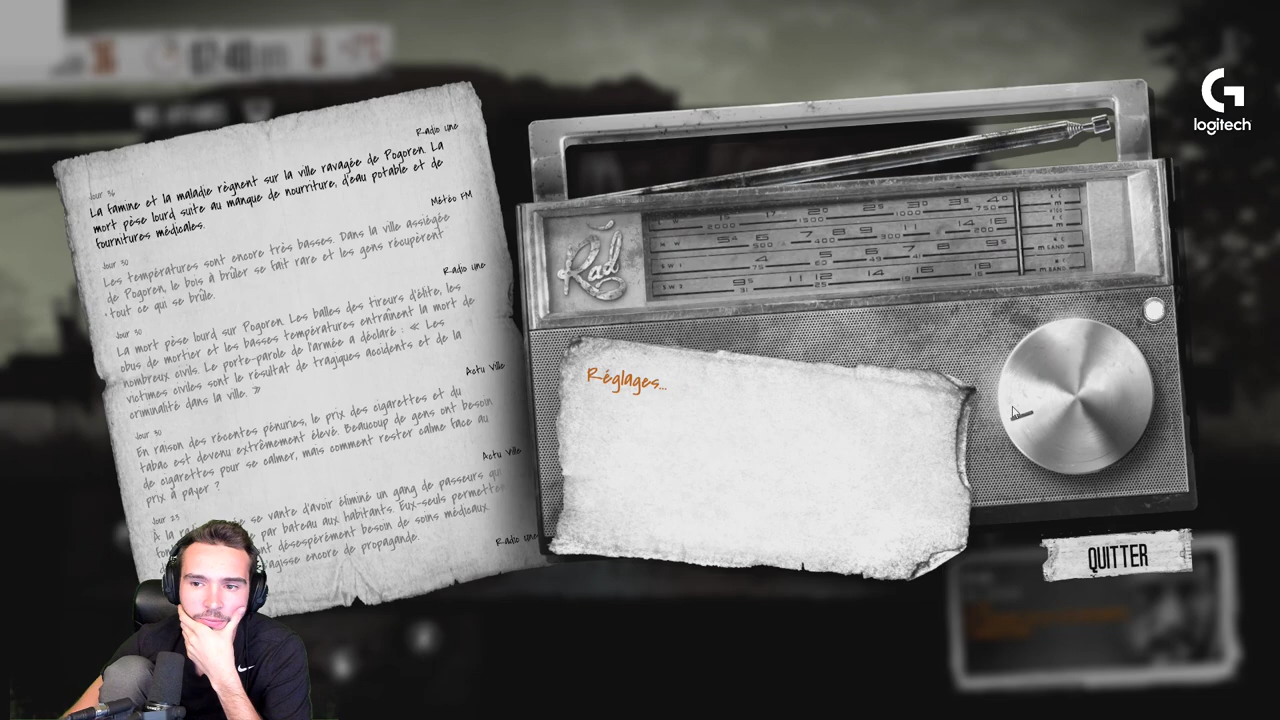 Radio Une
Jour 36
La famine et la maladie règnent sur la ville ravagée de Pogoren. La
mort pèse lourd suite au manque de nourriture, d'eau potable et de
fournitures médicales.
Météo FM
Jour 30
Les températures sont encore très basses. Dans la ville assiégée
de Pogoren, le bois à brûler se fait rare et les gens récupèrent
tout ce qui se brûle.
Radio Une
Jour 30
La mort pèse lourd sur Pogoren. Les balles des tireurs d'élite, les
obus de mortier et les basses températures entraînent la mort de
nombreux civils. Le porte-parole de l'armée a déclaré : « Les
victimes civiles sont le résultat de tragiques accidents et de la
criminalité dans la ville. »
Actu Ville
Jour 30
En raison des récentes pénuries, le prix des cigarettes et du
tabac est devenu extrêmement élevé. Beaucoup de gens ont besoin
de cigarettes pour se calmer, mais comment rester calme face au
prix à payer ?
Actu Ville
Jour 23
À la se vante d'avoir éliminé un gang de passeurs qui
par bateau aux habitants. Eux-seuls permettent
désespérément besoin de soins médicaux
encore de propagande.
Radio Une
Rad
Réglages...
QUITTER
logitech